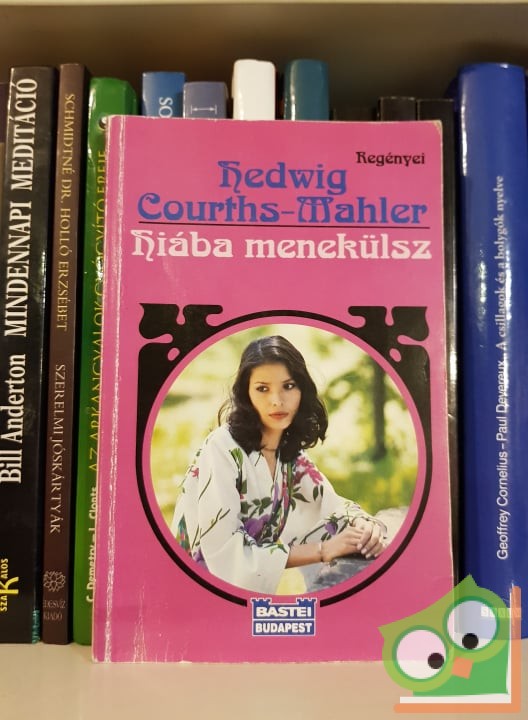 Bill Anderton MINDENNAPI MEDITÁCIÓ
SCHMIDTNÉ DR. HOLLÓ ERZSÉBET
SZERELMI JÓSKÁRTYÁK
Regényei
Hedwig
Courths-Mahler
Hiába menekülsz
BASTEI
BUDAPEST
Geoffrey Cornelius – Paul Devereux
A csillagok és a bolygók nyelve